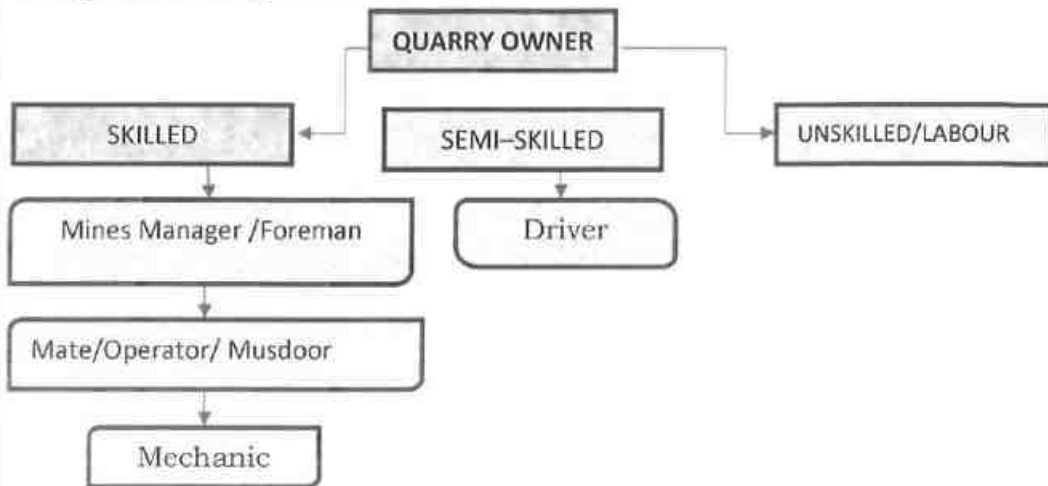 QUARRY OWNER
SKILLED
SEMI–SKILLED
UNSKILLED/LABOUR
Mines Manager /Foreman
Driver
Mate/Operator/ Musdoor
Mechanic